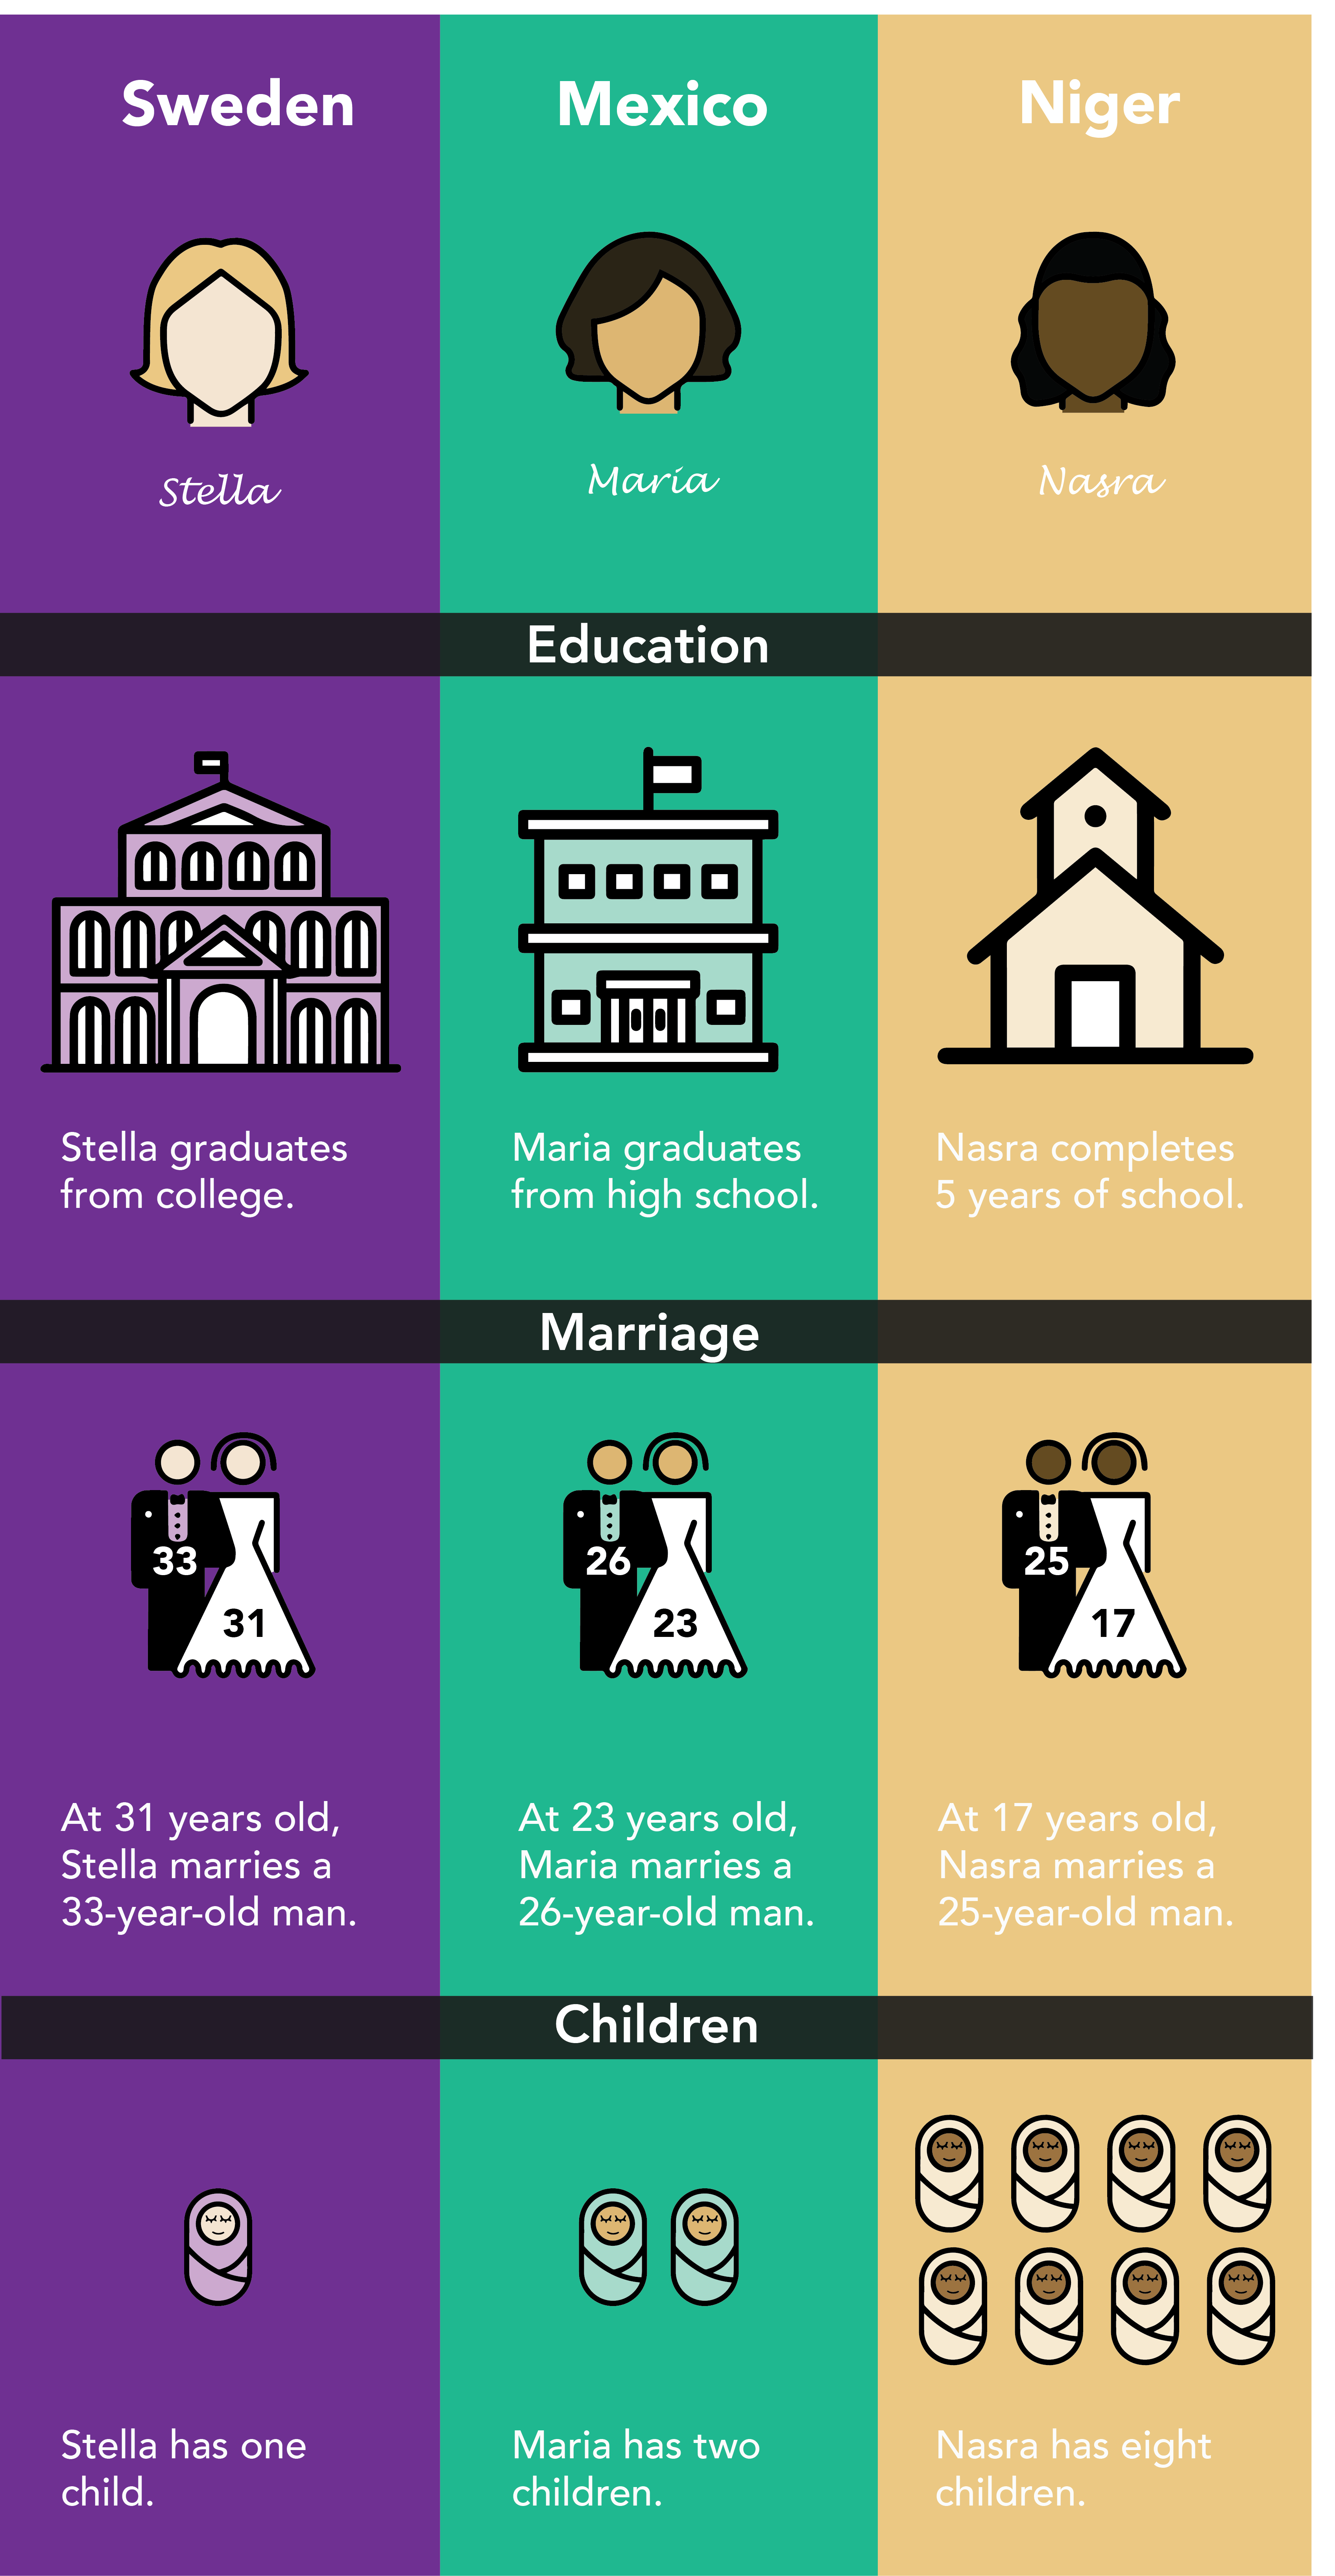 Sweden
Mexico
Niger
Stella
Maria
Nasra
Education
Stella graduates
from college.
Maria graduates
from high school.
Nasra completes
5 years of school.
Marriage
33
31
26
23
25
17
At 31 years old,
Stella marries a
33-year-old man.
At 23 years old,
Maria marries a
26-year-old man.
At 17 years old,
Nasra marries a
25-year-old man.
Children
Stella has one
child.
Maria has two
children.
Nasra has eight
children.